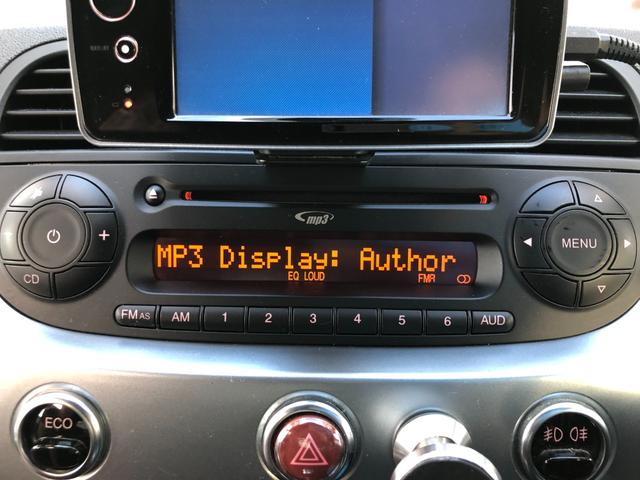 mp3
MP3 Display: Author
EQ LOUD FMA
+
MENU
CD
FM AS AM 1 2 3 4 5 6 AUD
ECO